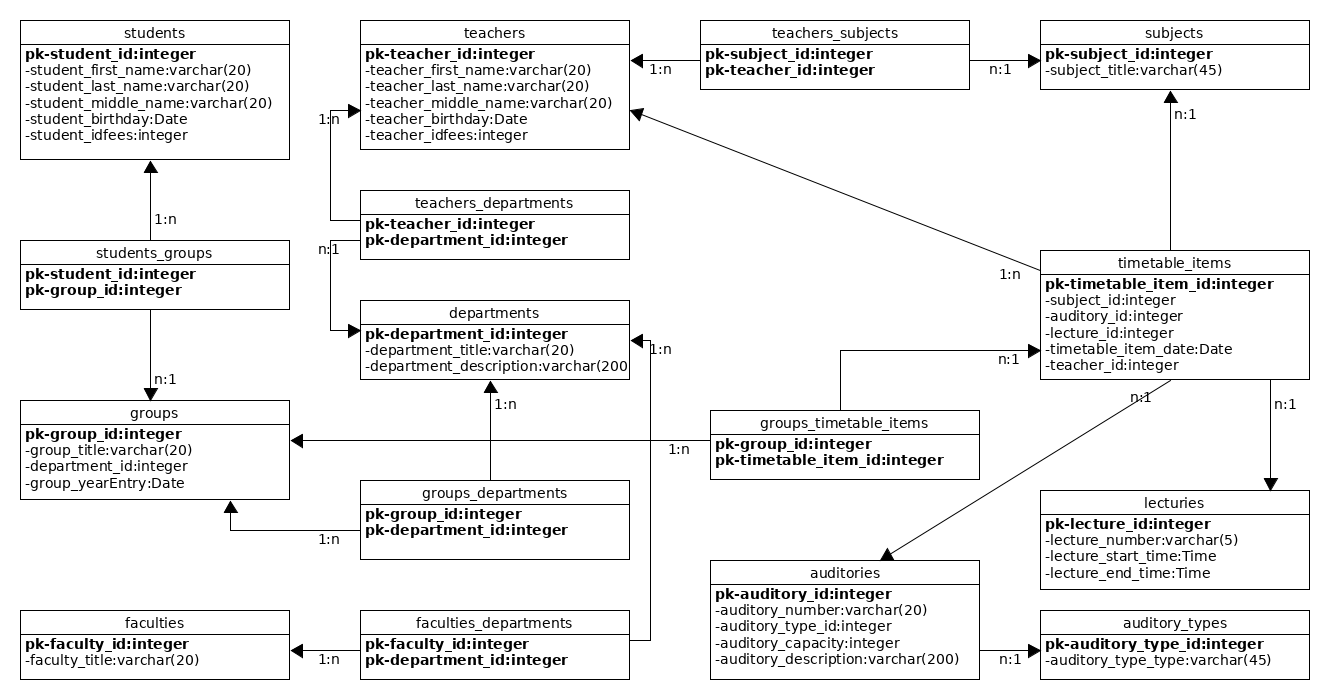 students
pk-student_id:integer
-student_first_name:varchar(20)
-student_last_name:varchar(20)
-student_middle_name:varchar(20)
-student_birthday:Date
-student_idfees:integer
teachers
pk-teacher_id:integer
-teacher_first_name:varchar(20)
-teacher_last_name:varchar(20)
-teacher_middle_name:varchar(20)
-teacher_birthday:Date
-teacher_idfees:integer
teachers_subjects
pk-subject_id:integer
pk-teacher_id:integer
subjects
pk-subject_id:integer
-subject_title:varchar(45)
1:n
n:1
1:n
n:1
1:n
teachers_departments
pk-teacher_id:integer
pk-department_id:integer
n:1
students_groups
pk-student_id:integer
pk-group_id:integer
timetable_items
pk-timetable_item_id:integer
-subject_id:integer
-auditory_id:integer
-lecture_id:integer
-timetable_item_date:Date
-teacher_id:integer
1:n
departments
pk-department_id:integer
-department_title:varchar(20)
-department_description:varchar(200
1:n
n:1
n:1
1:n
n:1
n:1
groups
pk-group_id:integer
-group_title:varchar(20)
-department_id:integer
-group_yearEntry:Date
groups_timetable_items
pk-group_id:integer
pk-timetable_item_id:integer
1:n
groups_departments
pk-group_id:integer
pk-department_id:integer
1:n
lecturies
pk-lecture_id:integer
-lecture_number:varchar(5)
-lecture_start_time:Time
-lecture_end_time:Time
auditories
pk-auditory_id:integer
-auditory_number:varchar(20)
-auditory_type_id:integer
-auditory_capacity:integer
-auditory_description:varchar(200)
faculties
pk-faculty_id:integer
-faculty_title:varchar(20)
1:n
faculties_departments
pk-faculty_id:integer
pk-department_id:integer
n:1
auditory_types
pk-auditory_type_id:integer
-auditory_type_type:varchar(45)